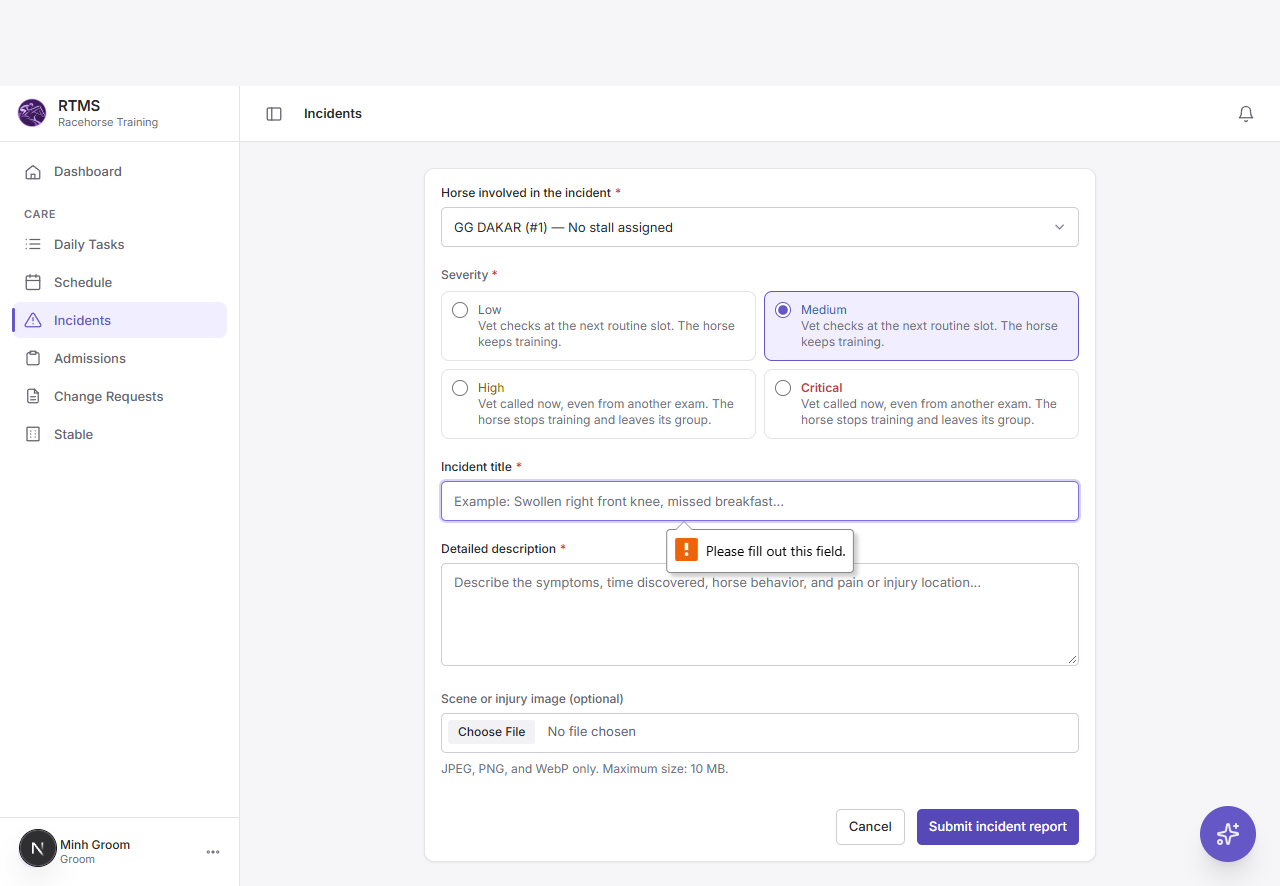 RTMS
Racehorse Training
Incidents
Dashboard
CARE
Daily Tasks
Schedule
Incidents
Admissions
Change Requests
Stable
Horse involved in the incident *
GG DAKAR (#1) — No stall assigned
Severity *
Low
Vet checks at the next routine slot. The horse
keeps training.
Medium
Vet checks at the next routine slot. The horse
keeps training.
High
Vet called now, even from another exam. The
horse stops training and leaves its group.
Critical
Vet called now, even from another exam. The
horse stops training and leaves its group.
Incident title *
Example: Swollen right front knee, missed breakfast...
Please fill out this field.
Detailed description *
Describe the symptoms, time discovered, horse behavior, and pain or injury location...
Scene or injury image (optional)
Choose File No file chosen
JPEG, PNG, and WebP only. Maximum size: 10 MB.
Cancel
Submit incident report
N
Minh Groom
Groom